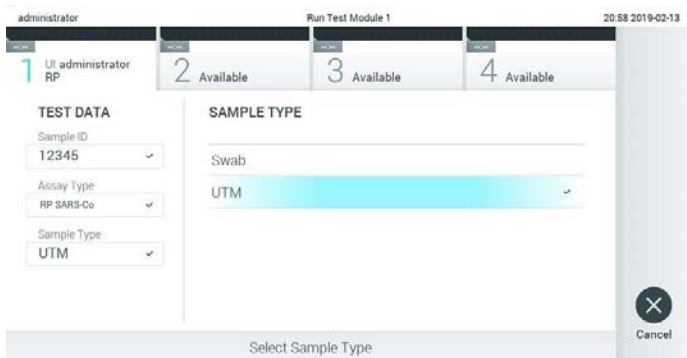 administrator Run Test Module 1 20:58 2019-02-13
1 UI administrator
RP
2 Available
3 Available
4 Available
TEST DATA
Sample ID
12345
Assay Type
RP SARS-Co
Sample Type
UTM
SAMPLE TYPE
Swab
UTM
Select Sample Type
Cancel